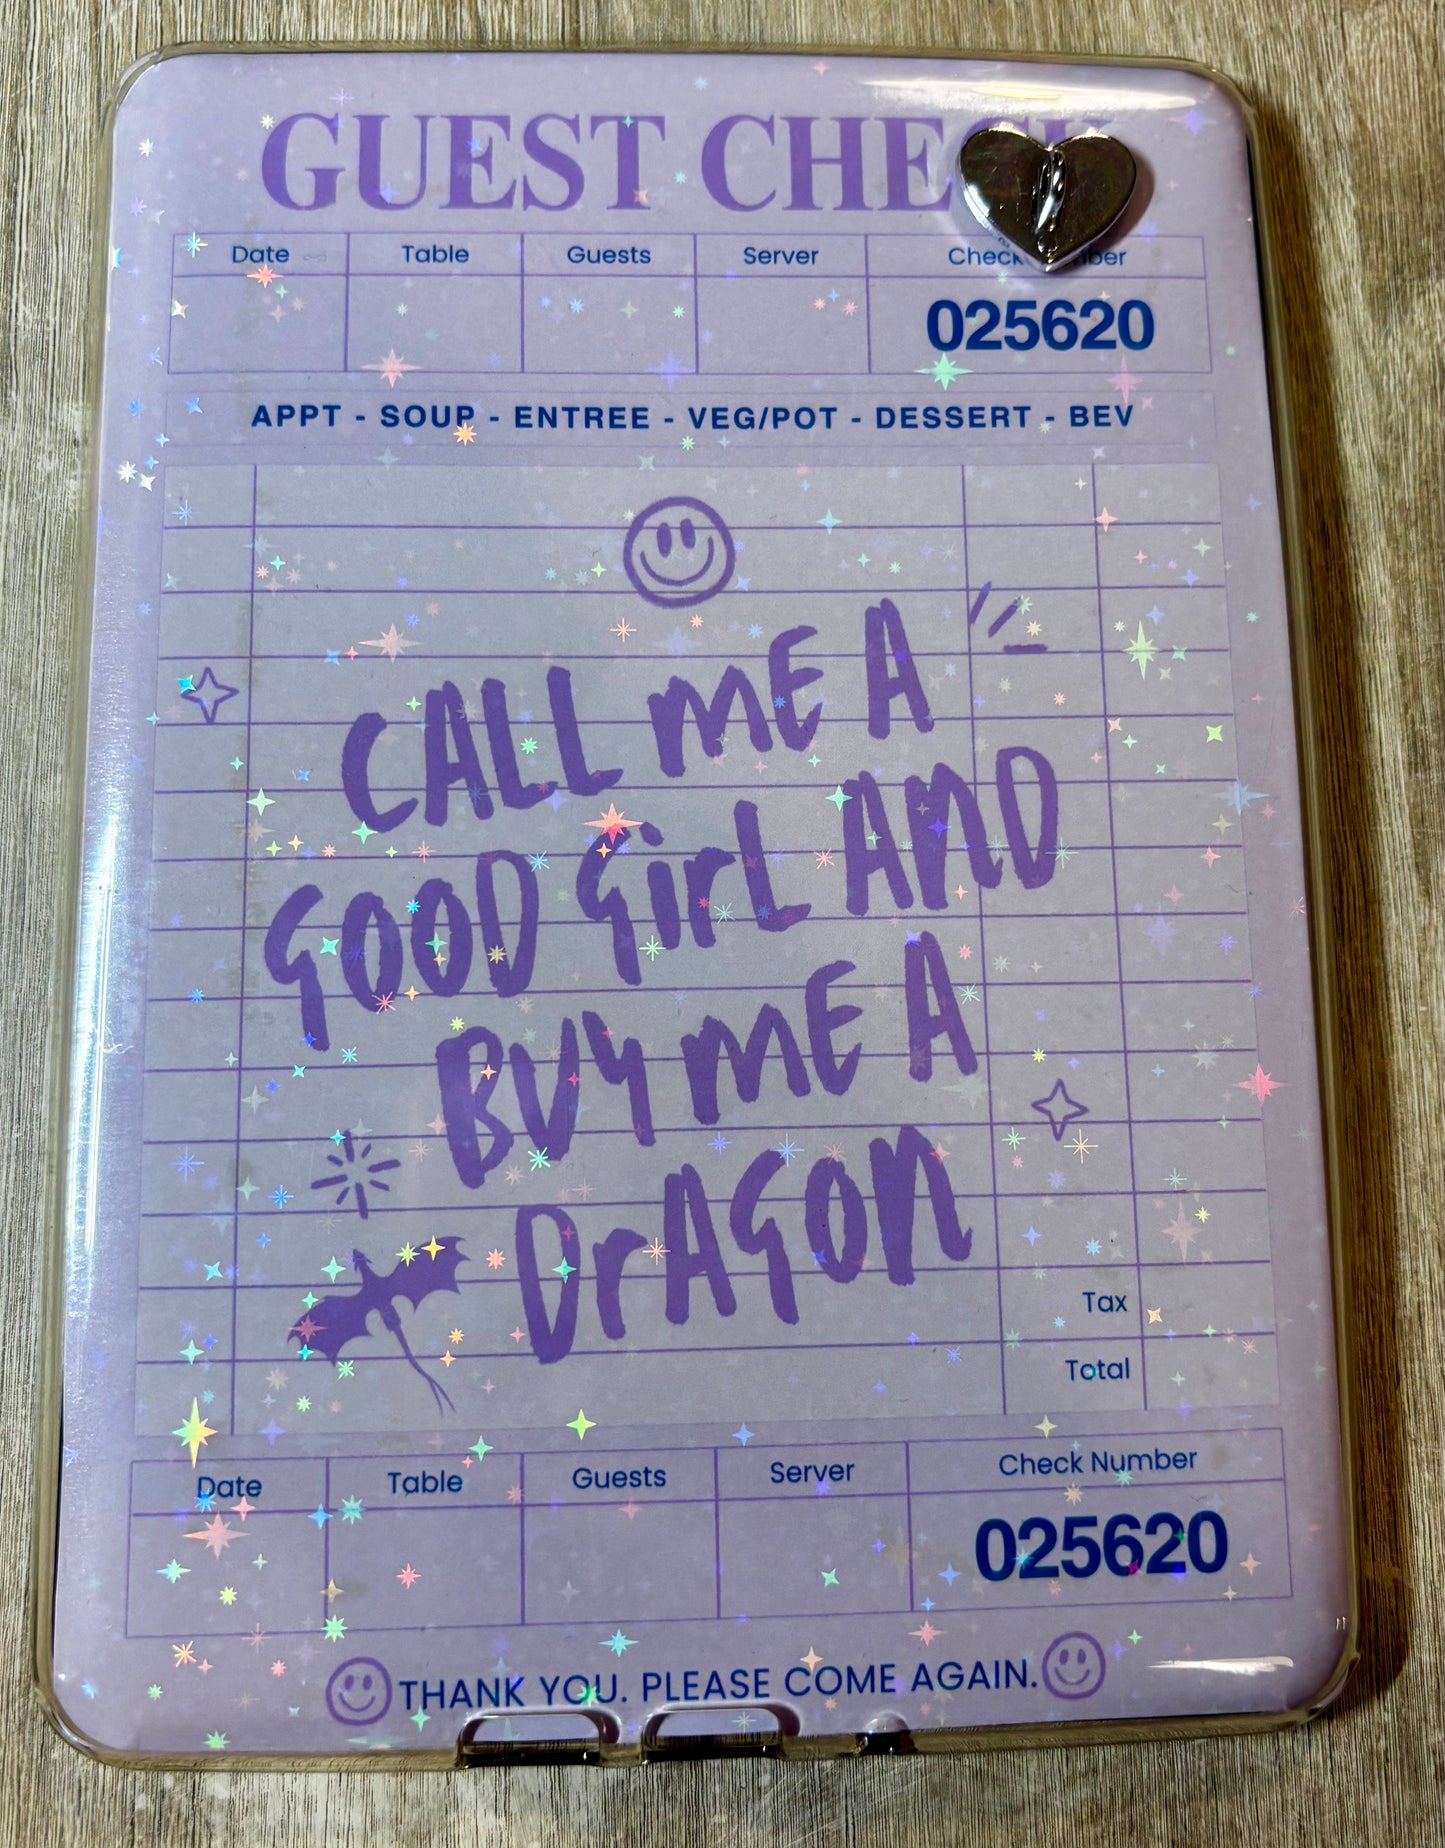 GUEST CHECK
Date Table Guests Server Check Number
025620
APPT - SOUP - ENTREE - VEG/POT - DESSERT - BEV
CALL ME A
GOOD GIRL AND
BUY ME A
DRAGON
Tax
Total
Date Table Guests Server Check Number
025620
THANK YOU. PLEASE COME AGAIN.